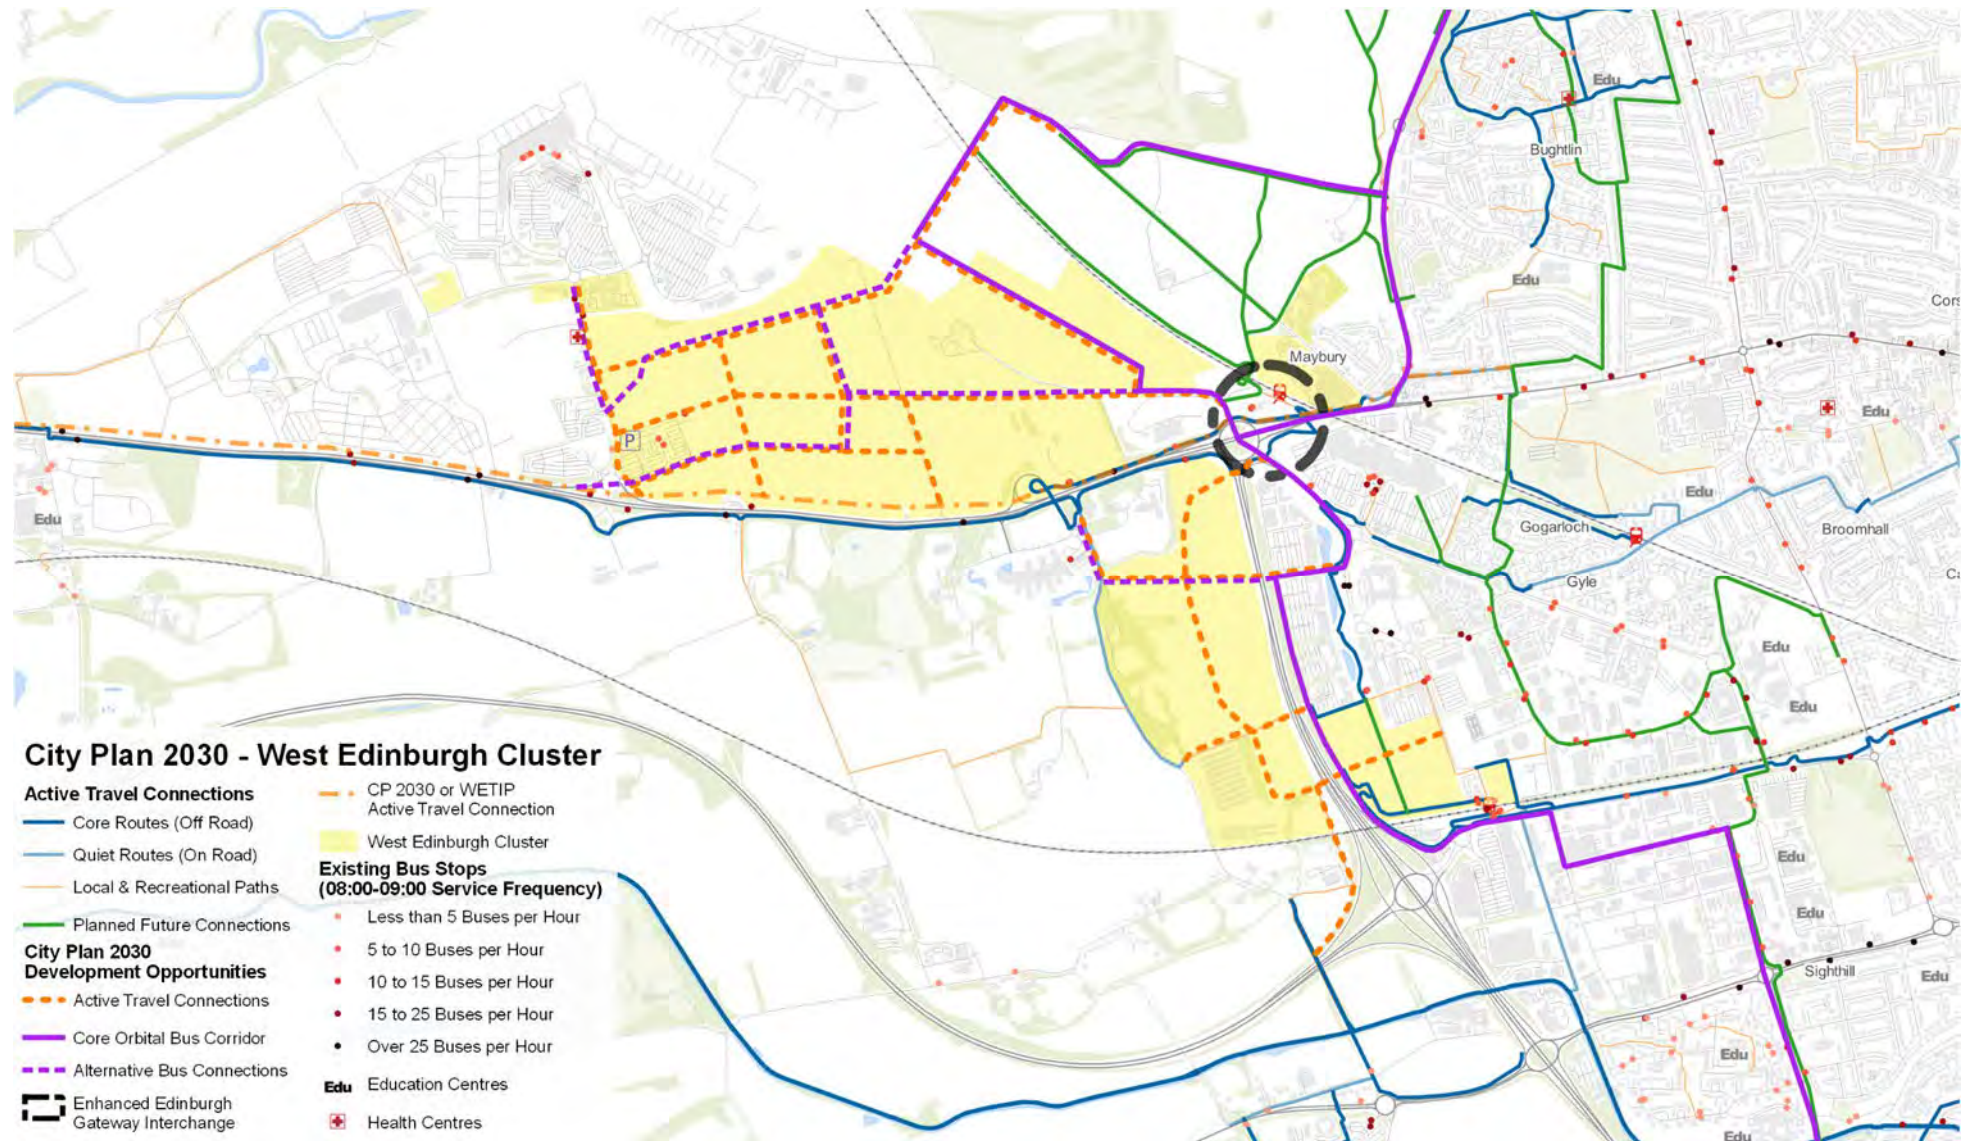 Edu
Bughtlin
Edu
Cors
Maybury
Edu
P
Edu
Edu
Gogarloch
Broomhall
Gyle
Ca
Edu
Edu
City Plan 2030 - West Edinburgh Cluster
Active Travel Connections
Core Routes (Off Road)
Quiet Routes (On Road)
Local & Recreational Paths
Planned Future Connections
City Plan 2030
Development Opportunities
Active Travel Connections
Core Orbital Bus Corridor
Alternative Bus Connections
Enhanced Edinburgh
Gateway Interchange
CP 2030 or WETIP
Active Travel Connection
West Edinburgh Cluster
Existing Bus Stops
(08:00-09:00 Service Frequency)
Less than 5 Buses per Hour
5 to 10 Buses per Hour
10 to 15 Buses per Hour
15 to 25 Buses per Hour
Over 25 Buses per Hour
Edu Education Centres
Health Centres
Edu
Edu
Sighthill
Edu
Edu
Edu